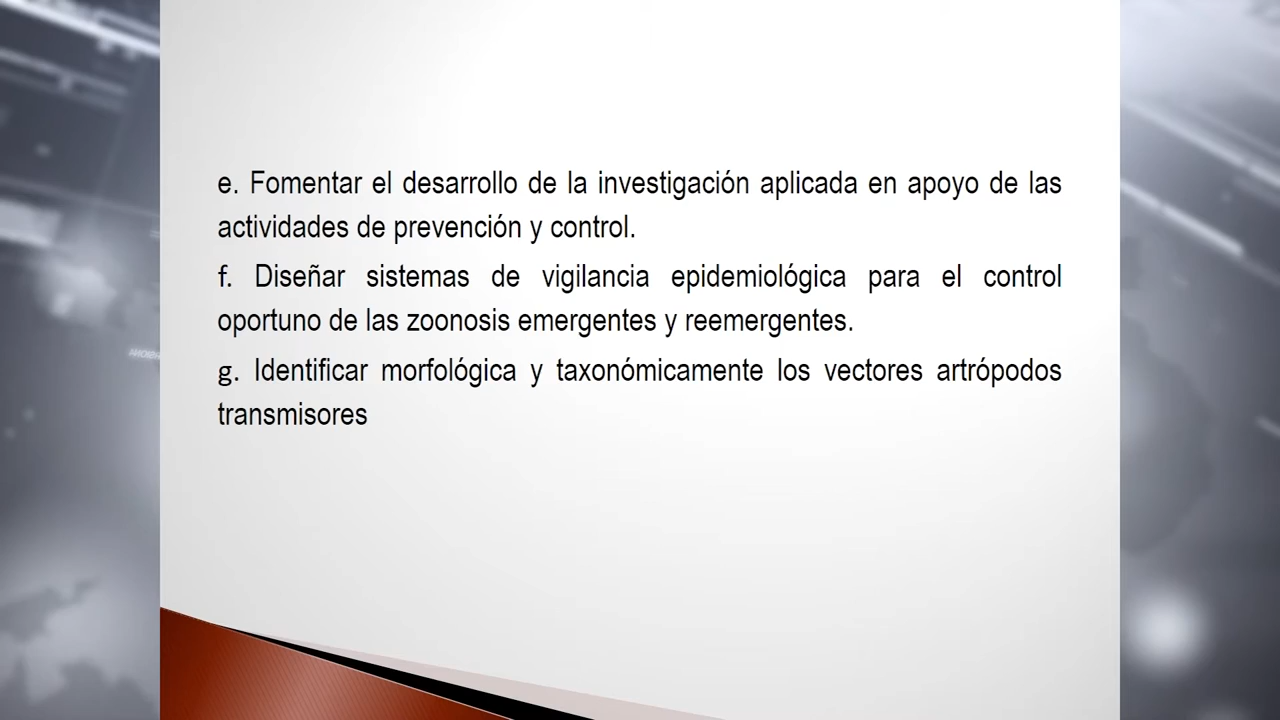 e. Fomentar el desarrollo de la investigación aplicada en apoyo de las
actividades de prevención y control.
f. Diseñar sistemas de vigilancia epidemiológica para el control
oportuno de las zoonosis emergentes y reemergentes.
g. Identificar morfológica y taxonómicamente los vectores artrópodos
transmisores